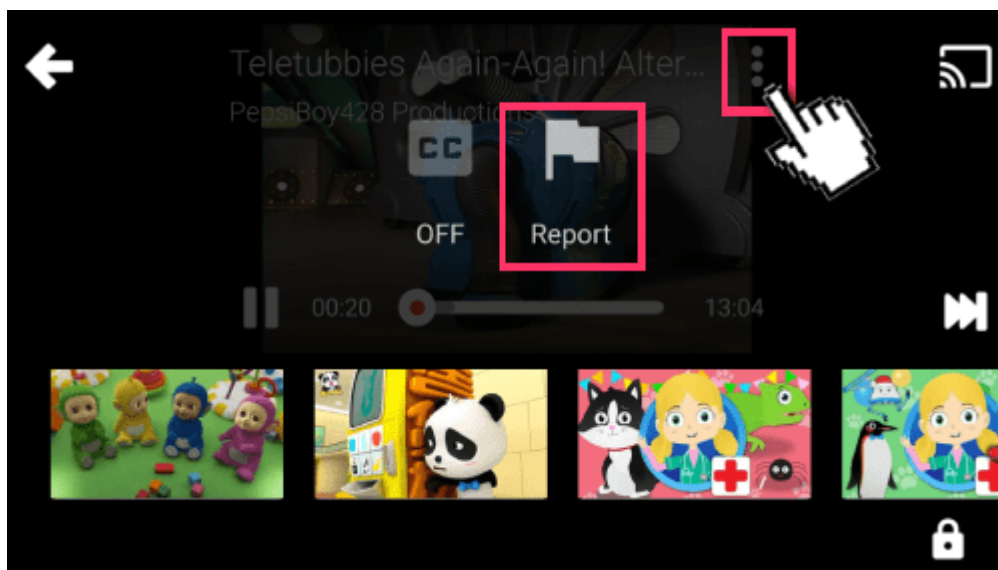 Teletubbies Again-Again! Alter...
PepsiBoy428 Productions
CC
OFF
Report
00:20
13:04